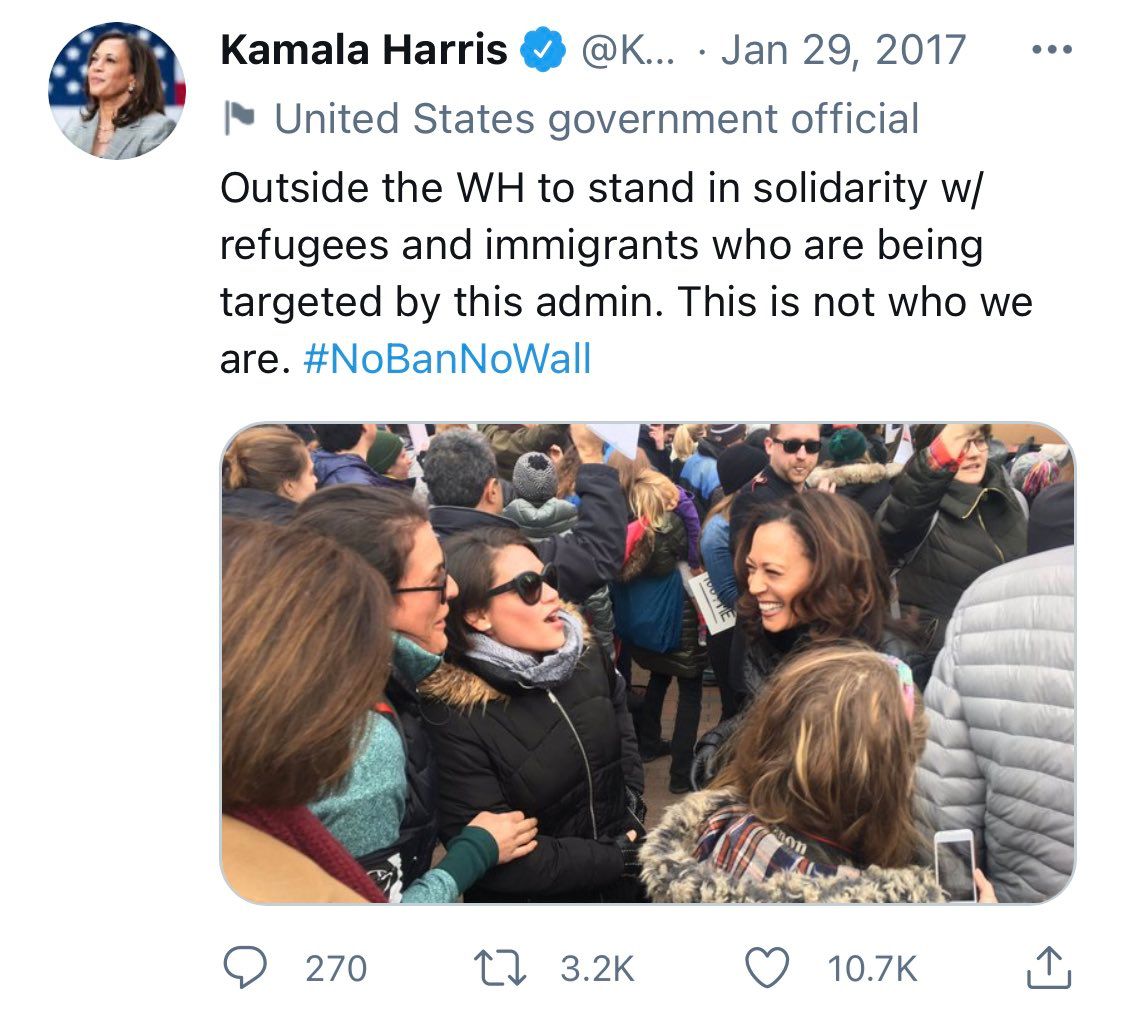 Kamala Harris @K... · Jan 29, 2017
United States government official
Outside the WH to stand in solidarity w/
refugees and immigrants who are being
targeted by this admin. This is not who we
are. #NoBanNoWall
270 3.2K 10.7K